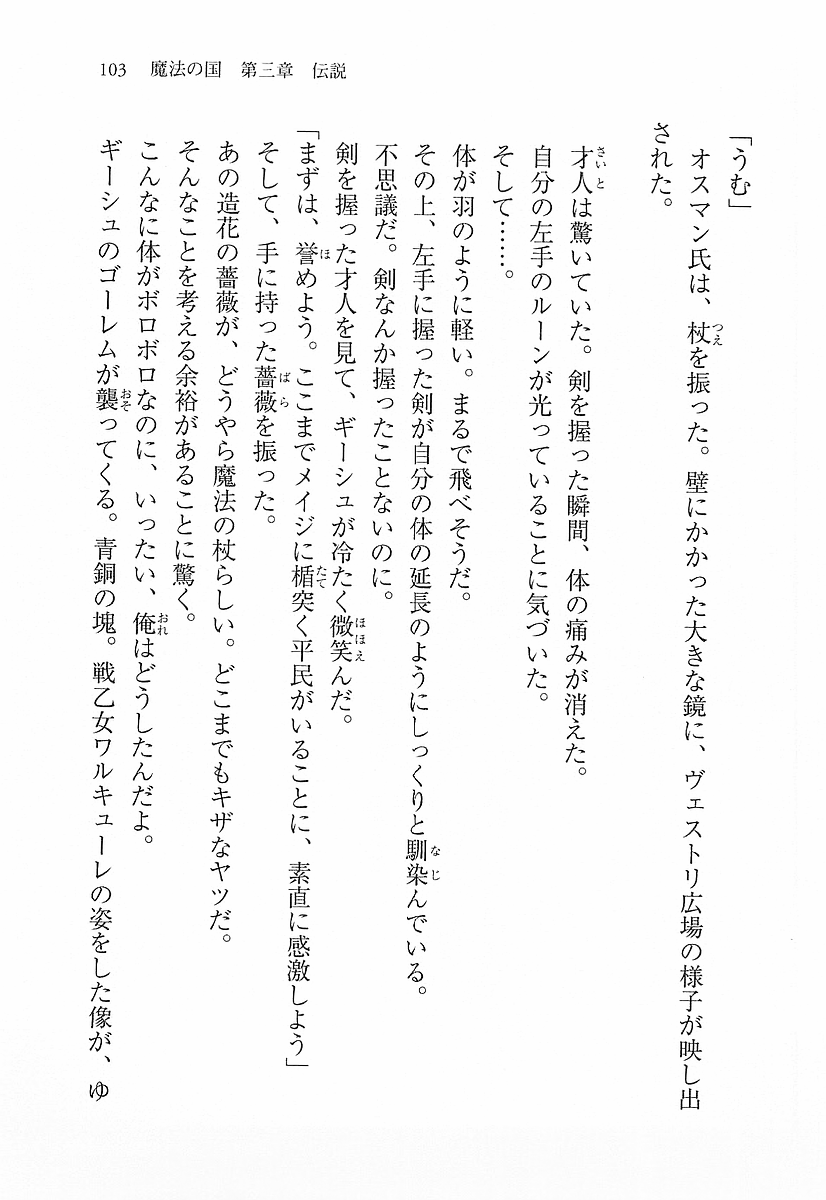 103　魔法の国　第三章　伝説
「うむ」
　オスマン氏は、杖を振った。壁にかかった大きな鏡に、ヴェストリ広場の様子が映し出
された。
　才人は驚いていた。剣を握った瞬間、体の痛みが消えた。
　自分の左手のルーンが光っていることに気づいた。
　そして……。
　体が羽のように軽い。まるで飛べそうだ。
　その上、左手に握った剣が自分の体の延長のようにしっくりと馴染んでいる。
　不思議だ。剣なんか握ったことないのに。
　剣を握った才人を見て、ギーシュが冷たく微笑んだ。
「まずは、誉めよう。ここまでメイジに楯突く平民がいることに、素直に感激しよう」
　そして、手に持った薔薇を振った。
　あの造花の薔薇が、どうやら魔法の杖らしい。どこまでもキザなヤツだ。
　そんなことを考える余裕があることに驚く。
　こんなに体がボロボロなのに、いったい、俺はどうしたんだよ。
　ギーシュのゴーレムが襲ってくる。青銅の塊。戦乙女ワルキューレの姿をした像が、ゆ